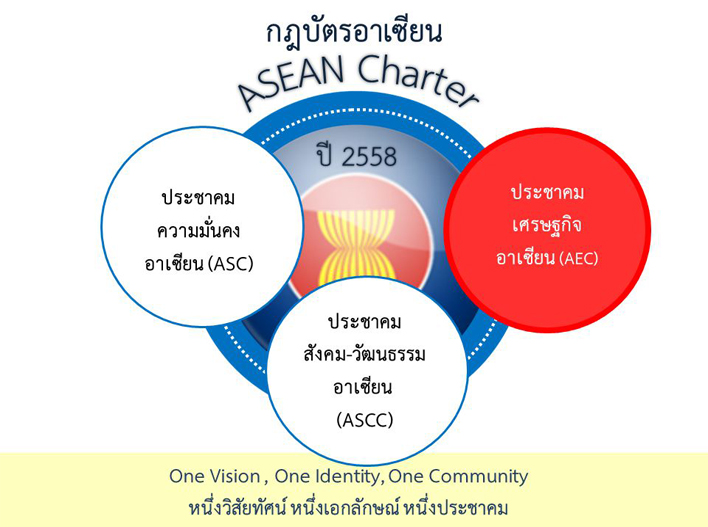 กฎบัตรอาเซียน
ASEAN Charter
ปี 2558
ประชาคม
ความมั่นคง
อาเซียน (ASC)
ประชาคม
เศรษฐกิจ
อาเซียน (AEC)
ประชาคม
สังคม-วัฒนธรรม
อาเซียน
(ASCC)
One Vision , One Identity, One Community
หนึ่งวิสัยทัศน์ หนึ่งเอกลักษณ์ หนึ่งประชาคม